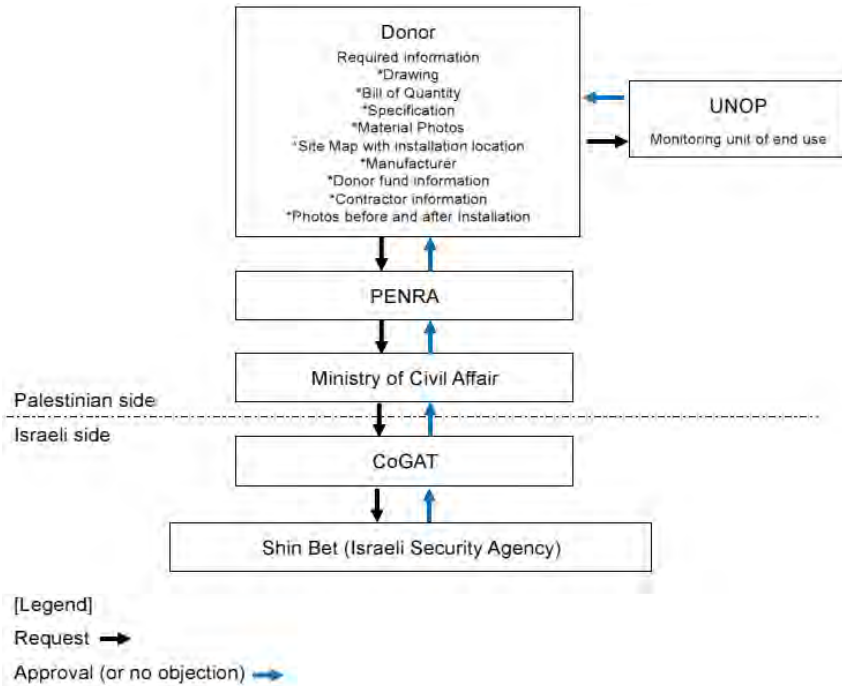 Donor
Required information
*Drawing
*Bill of Quantity
*Specification
*Material Photos
*Site Map with installation location
*Manufacturer
*Donor fund information
*Contractor information
*Photos before and after Installation
UNOP
Monitoring unit of end use
PENRA
Ministry of Civil Affair
Palestinian side
Israeli side
CoGAT
Shin Bet (Israeli Security Agency)
[Legend]
Request
Approval (or no objection)